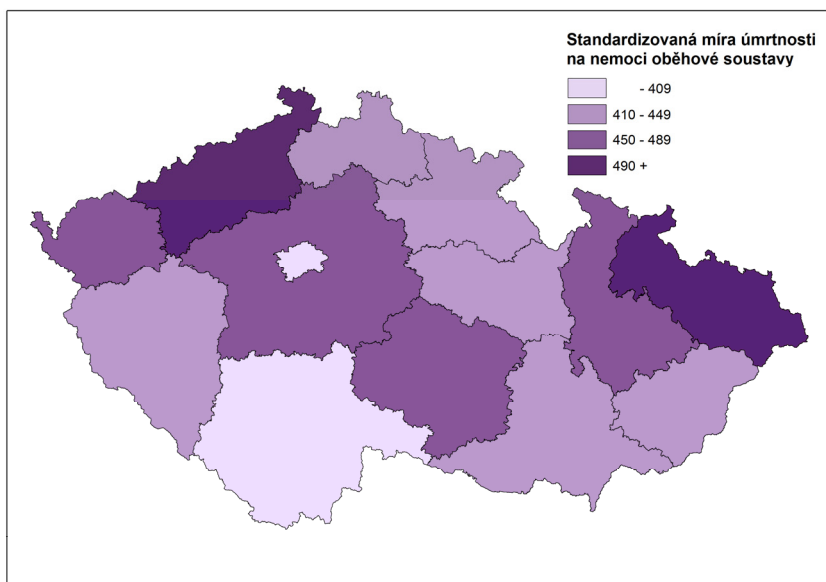 Standardizovaná míra úmrtnosti
na nemoci oběhové soustavy
- 409
410 - 449
450 - 489
490 +